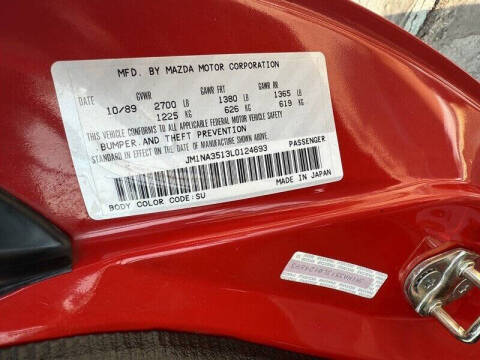 MFD. BY MAZDA MOTOR CORPORATION
DATE GVWR GAWR FR GAWR RR
10/89 2700 LB 1380 LB 1365 LB
1225 KG 626 KG 619 KG
THIS VEHICLE CONFORMS TO ALL APPLICABLE FEDERAL MOTOR VEHICLE SAFETY
BUMPER, AND THEFT PREVENTION
STANDARD IN EFFECT ON THE DATE OF MANUFACTURE SHOWN ABOVE.
JM1NA3513L0124693 PASSENGER
MADE IN JAPAN
BODY COLOR CODE:SU